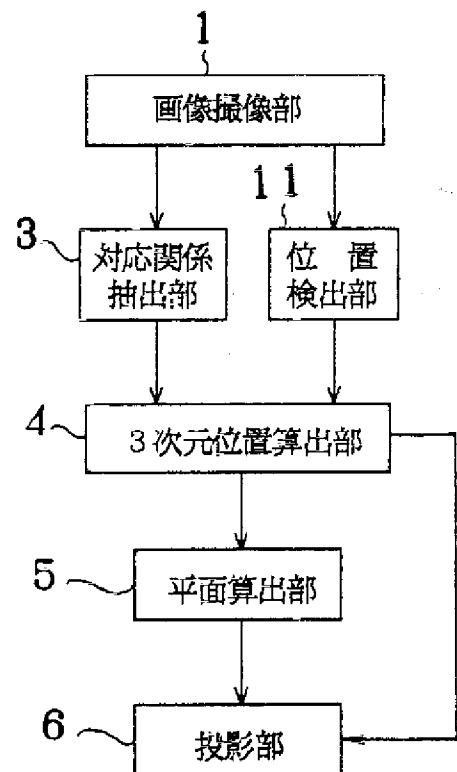 1
画像撮像部
11
3
対応関係
抽出部
位 置
検出部
4
3次元位置算出部
5
平面算出部
6
投影部